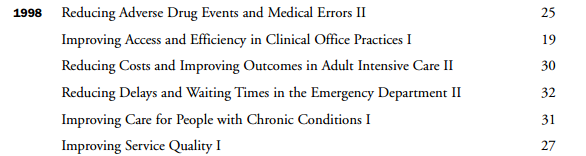 1998 Reducing Adverse Drug Events and Medical Errors II 25
Improving Access and Efficiency in Clinical Office Practices I 19
Reducing Costs and Improving Outcomes in Adult Intensive Care II 30
Reducing Delays and Waiting Times in the Emergency Department II 32
Improving Care for People with Chronic Conditions I 31
Improving Service Quality I 27